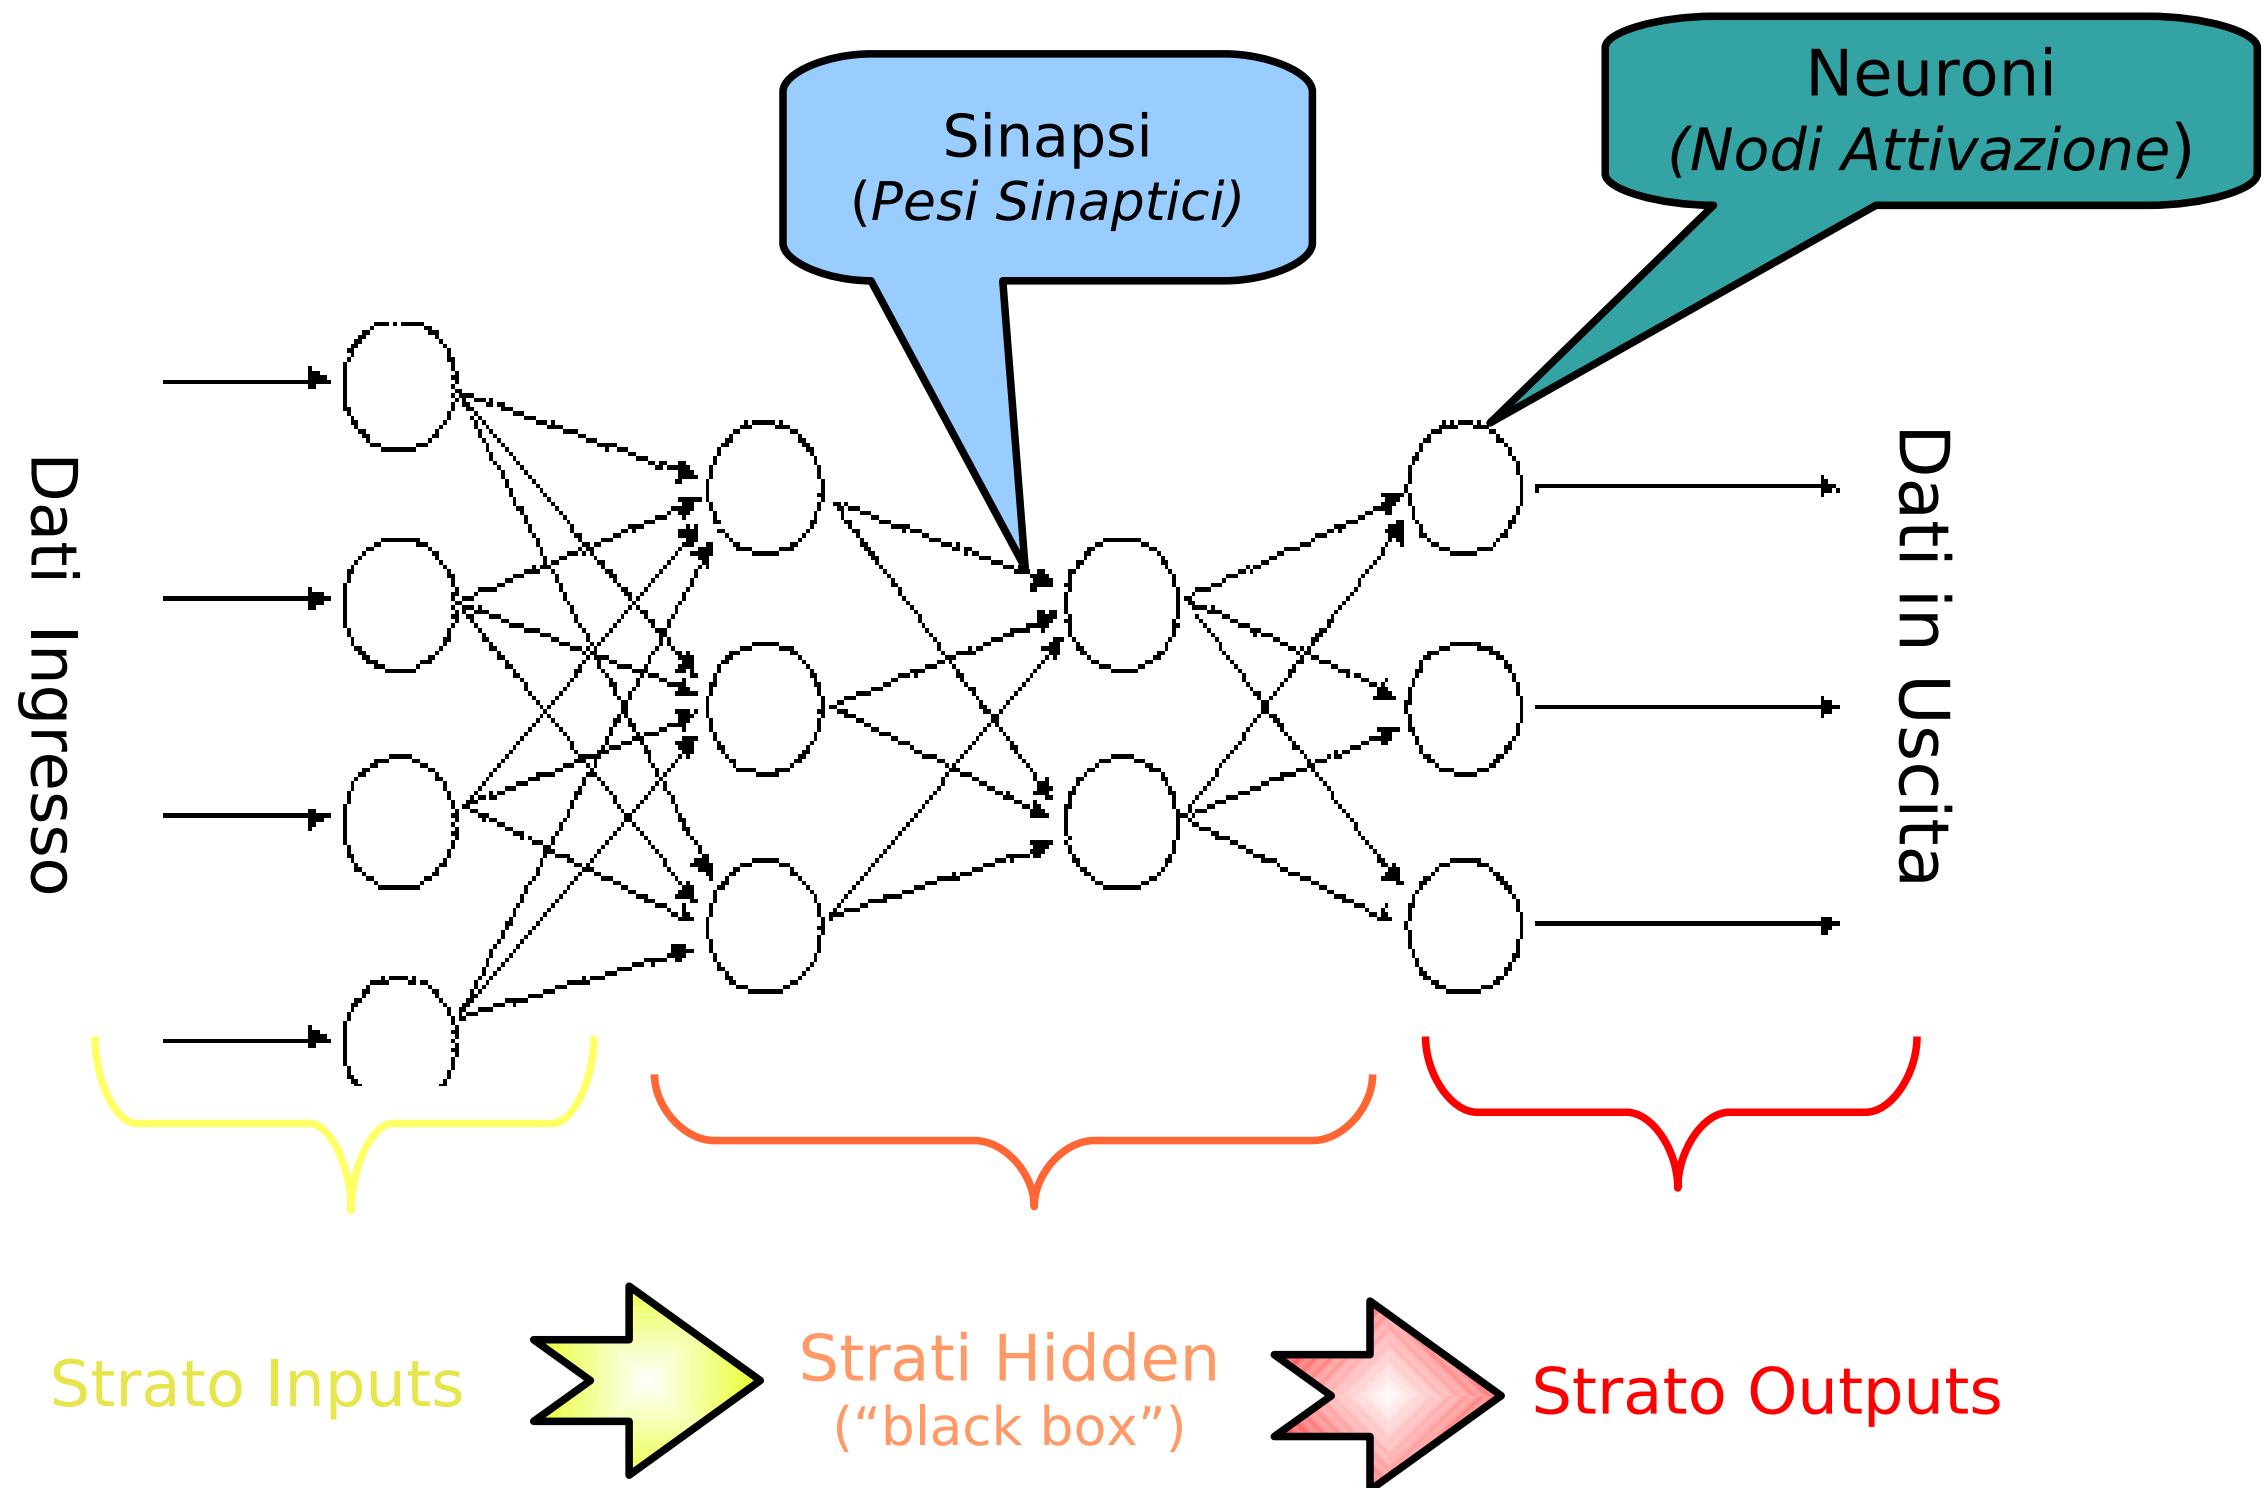 Neuroni
(Nodi Attivazione)
Sinapsi
(Pesi Sinaptici)
Dati Ingresso
Dati in Uscita
Strato Inputs
Strati Hidden
(“black box”)
Strato Outputs